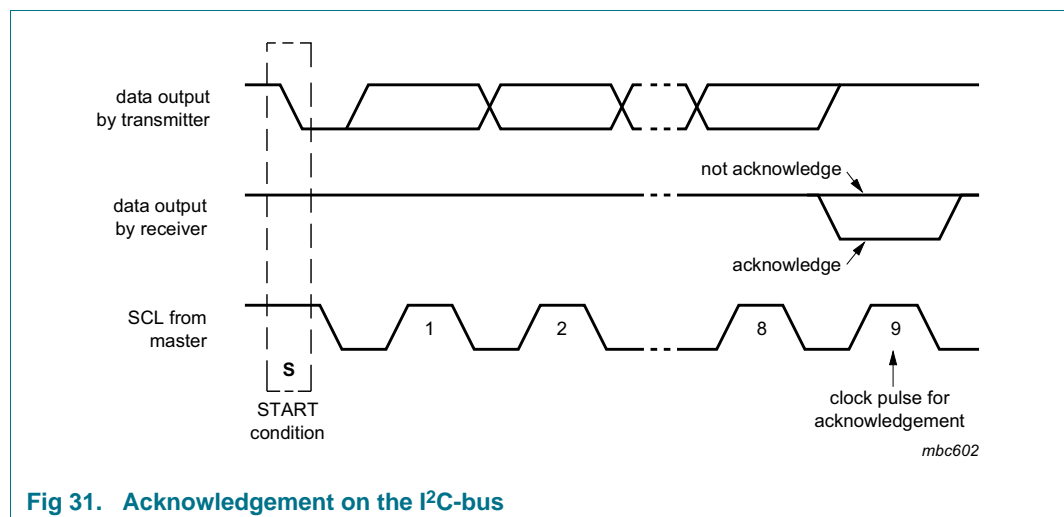 data output
by transmitter
not acknowledge
data output
by receiver
acknowledge
SCL from
master
1
2
8
9
S
START
condition
clock pulse for
acknowledgement
mbc602
Fig 31. Acknowledgement on the I²C-bus